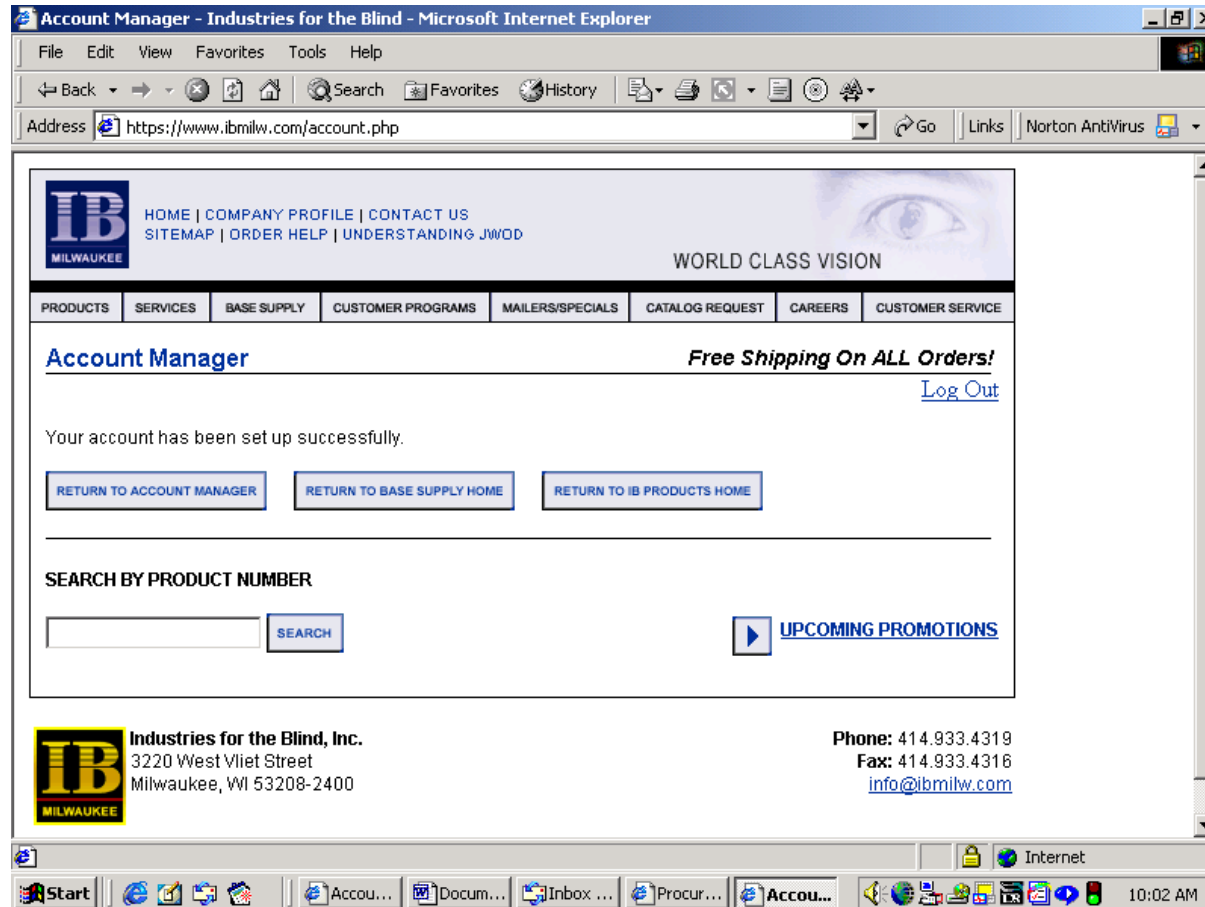 Account Manager - Industries for the Blind - Microsoft Internet Explorer
File Edit View Favorites Tools Help
Back Search Favorites History
Address https://www.ibmilw.com/account.php Go Links Norton AntiVirus
IB
MILWAUKEE
HOME | COMPANY PROFILE | CONTACT US
SITEMAP | ORDER HELP | UNDERSTANDING JWOD
WORLD CLASS VISION
PRODUCTS SERVICES BASE SUPPLY CUSTOMER PROGRAMS MAILERS/SPECIALS CATALOG REQUEST CAREERS CUSTOMER SERVICE
Account Manager Free Shipping On ALL Orders!
Log Out
Your account has been set up successfully.
RETURN TO ACCOUNT MANAGER RETURN TO BASE SUPPLY HOME RETURN TO IB PRODUCTS HOME
SEARCH BY PRODUCT NUMBER
SEARCH UPCOMING PROMOTIONS
IB
MILWAUKEE
Industries for the Blind, Inc.
3220 West Vliet Street
Milwaukee, WI 53208-2400
Phone: 414.933.4319
Fax: 414.933.4316
info@ibmilw.com
Internet
Start Accou... Docum... Inbox ... Procur... Accou... 10:02 AM